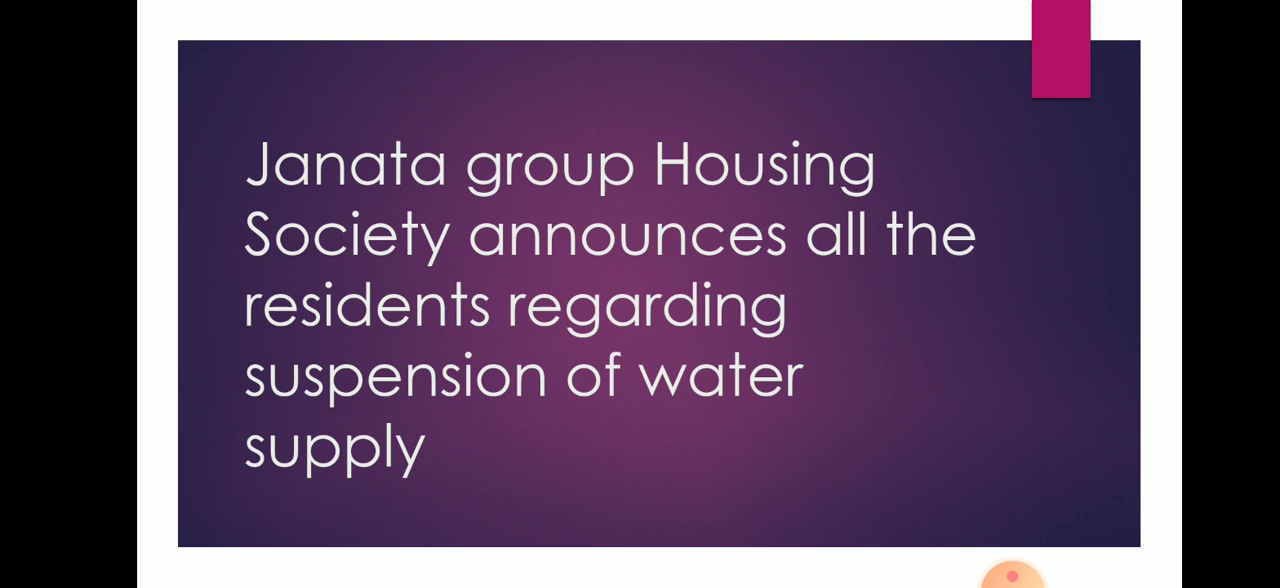 Janata group Housing
Society announces all the
residents regarding
suspension of water
supply